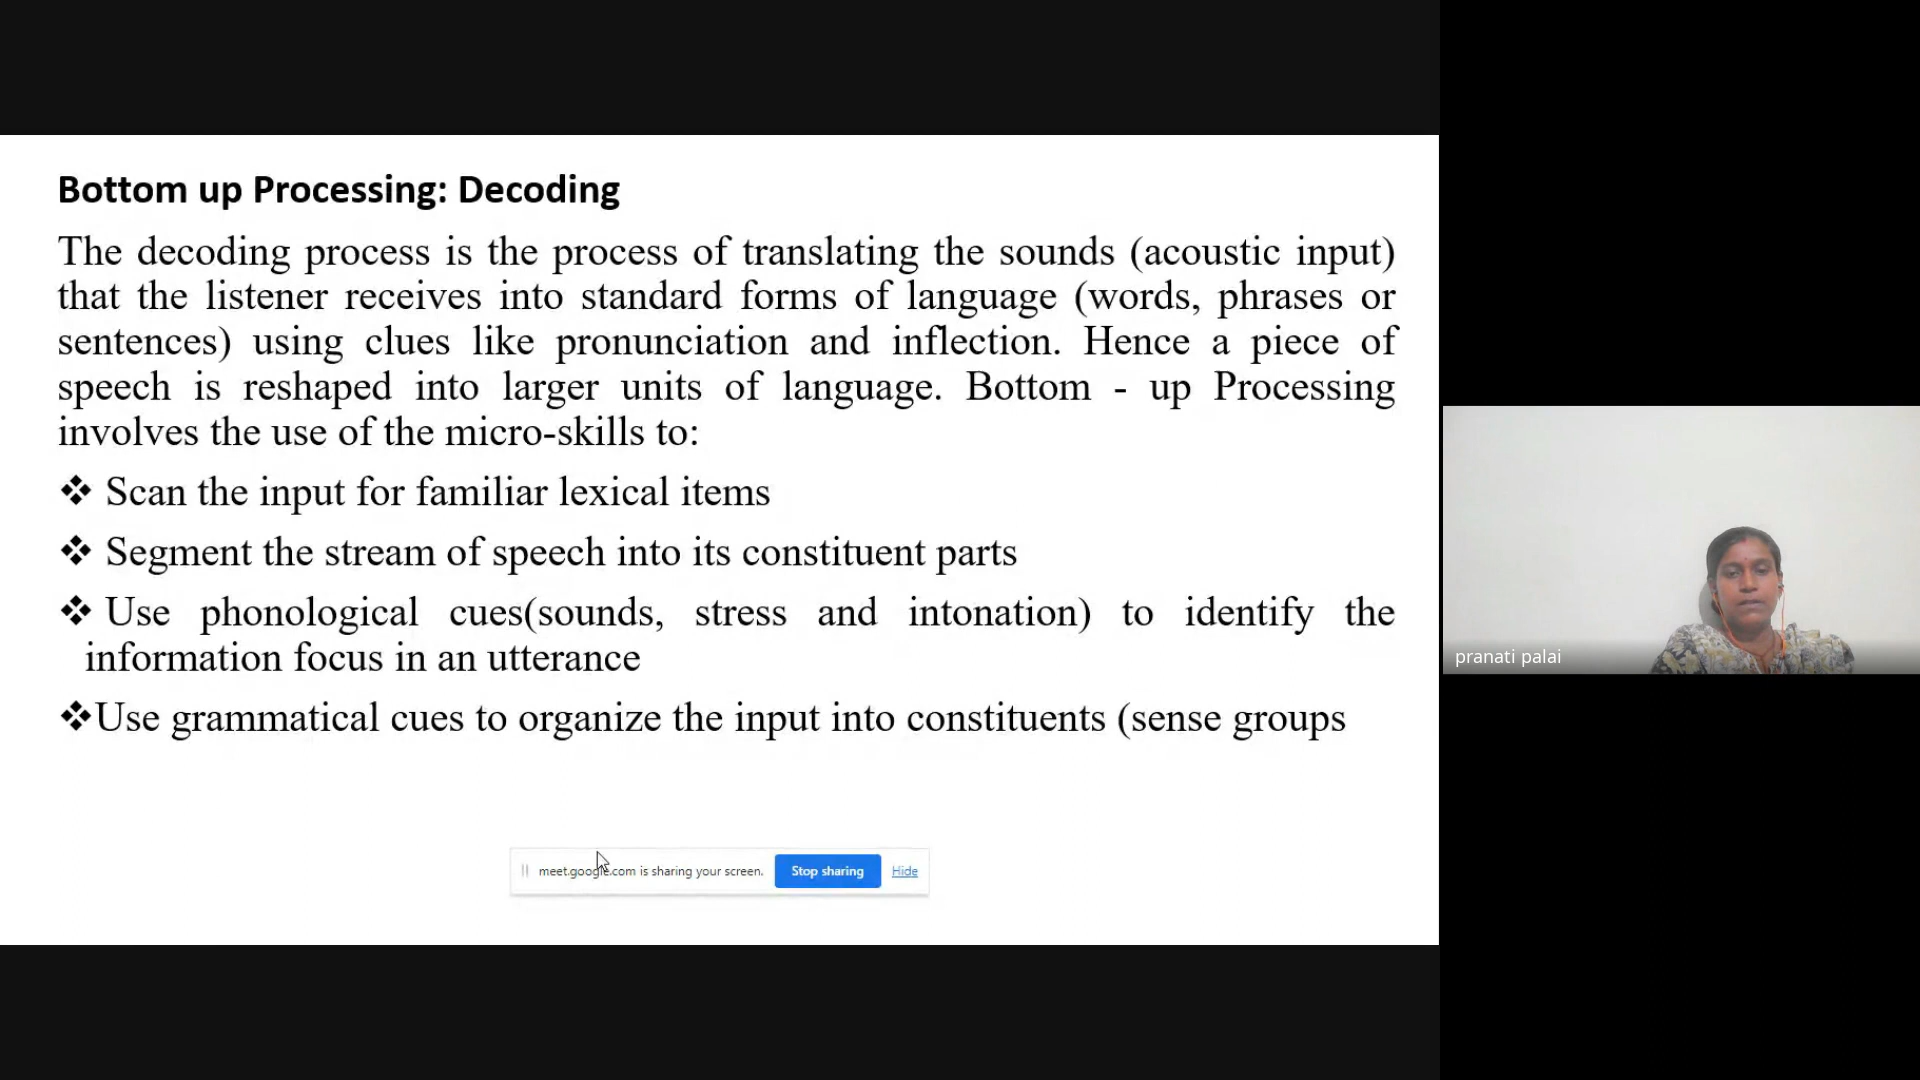 Bottom up Processing: Decoding
The decoding process is the process of translating the sounds (acoustic input)
that the listener receives into standard forms of language (words, phrases or
sentences) using clues like pronunciation and inflection. Hence a piece of
speech is reshaped into larger units of language. Bottom - up Processing
involves the use of the micro-skills to:
❖ Scan the input for familiar lexical items
❖ Segment the stream of speech into its constituent parts
❖ Use phonological cues(sounds, stress and intonation) to identify the
information focus in an utterance
❖Use grammatical cues to organize the input into constituents (sense groups
pranati palai
meet.google.com is sharing your screen. Stop sharing Hide